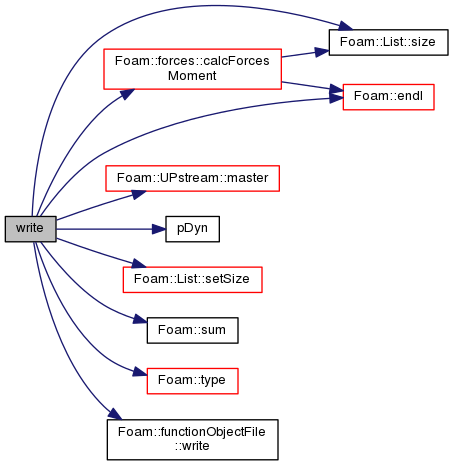 Foam::List::size
Foam::forces::calcForces
Moment
Foam::endl
Foam::UPstream::master
write
pDyn
Foam::List::setSize
Foam::sum
Foam::type
Foam::functionObjectFile
::write